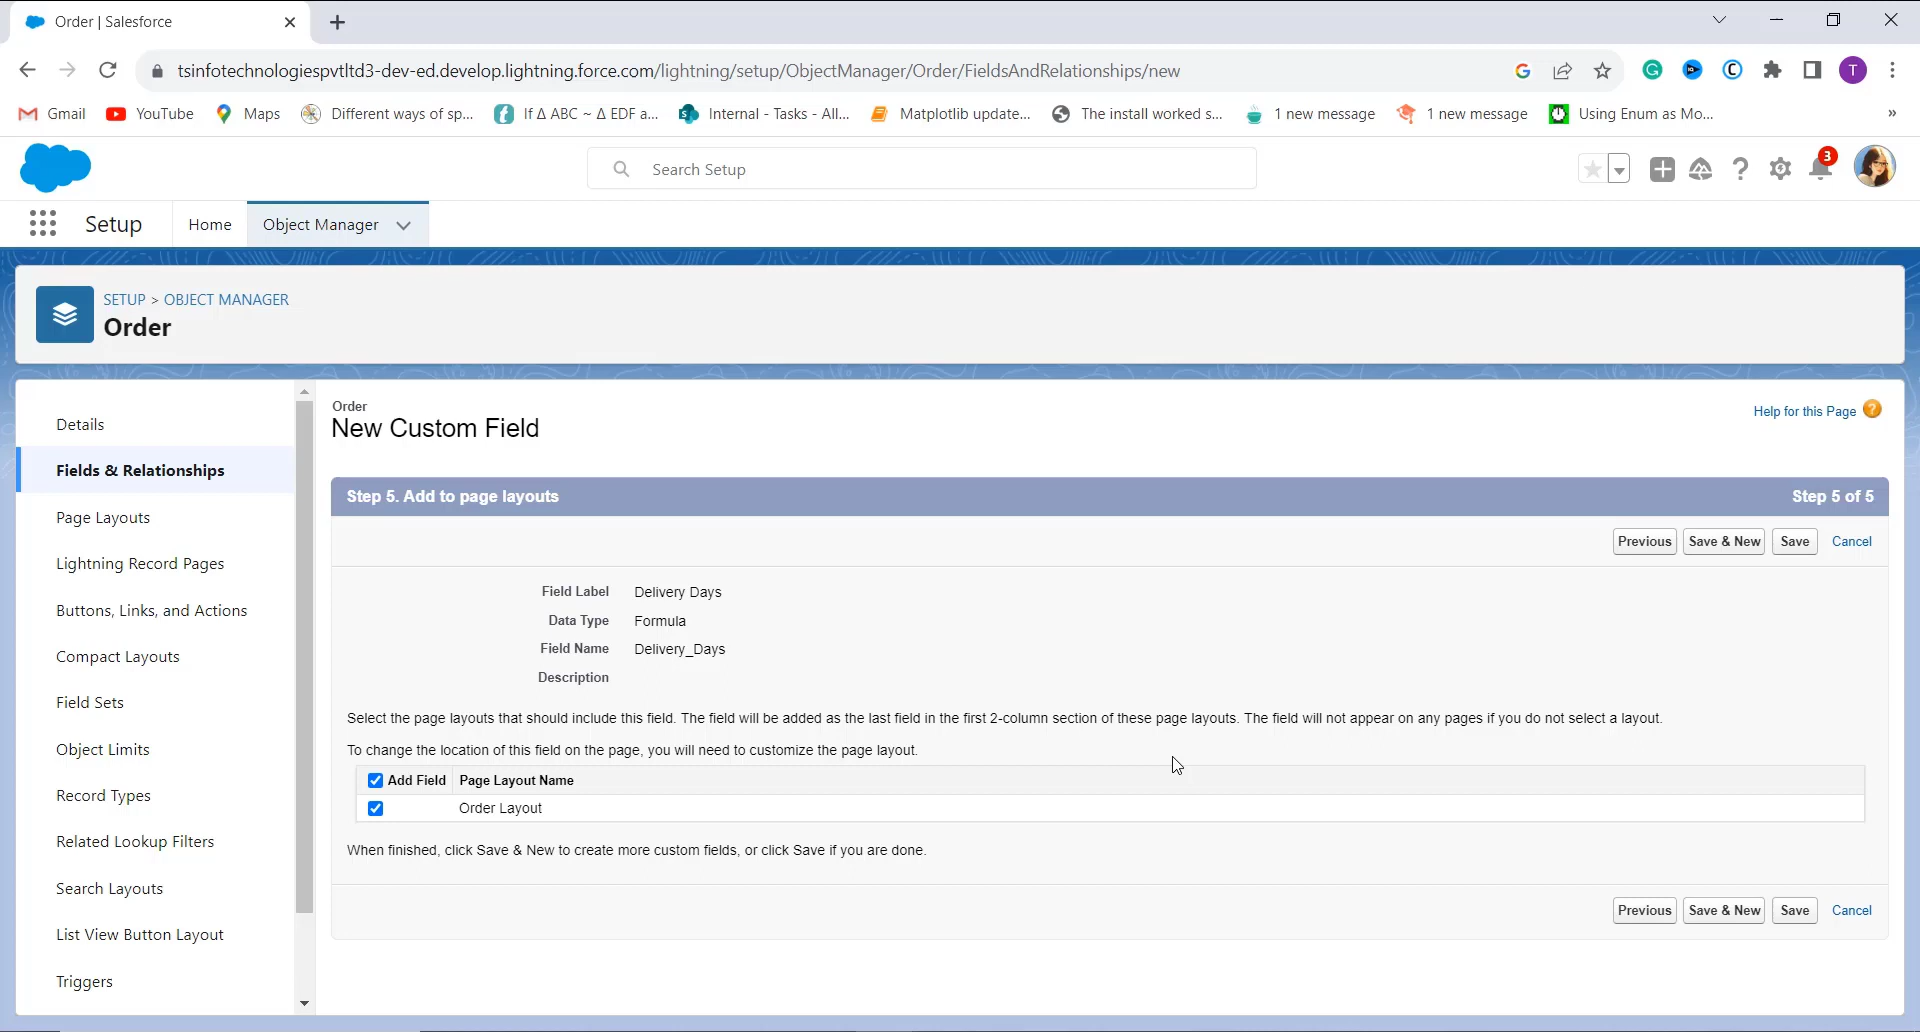 Order | Salesforce
tsinfotechnologiespvtltd3-dev-ed.develop.lightning.force.com/lightning/setup/ObjectManager/Order/FieldsAndRelationships/new
T
Gmail YouTube Maps Different ways of sp... If Δ ABC ~ Δ EDF a... Internal - Tasks - All... Matplotlib update... The install worked s... 1 new message 1 new message Using Enum as Mo... »
Search Setup
3
Setup Home Object Manager
SETUP > OBJECT MANAGER
Order
Details
Fields & Relationships
Page Layouts
Lightning Record Pages
Buttons, Links, and Actions
Compact Layouts
Field Sets
Object Limits
Record Types
Related Lookup Filters
Search Layouts
List View Button Layout
Triggers
Order
New Custom Field
Help for this Page ?
Step 5. Add to page layouts Step 5 of 5
Previous Save & New Save Cancel
Field Label Delivery Days
Data Type Formula
Field Name Delivery_Days
Description
Select the page layouts that should include this field. The field will be added as the last field in the first 2-column section of these page layouts. The field will not appear on any pages if you do not select a layout.
To change the location of this field on the page, you will need to customize the page layout.
Add Field Page Layout Name
Order Layout
When finished, click Save & New to create more custom fields, or click Save if you are done.
Previous Save & New Save Cancel